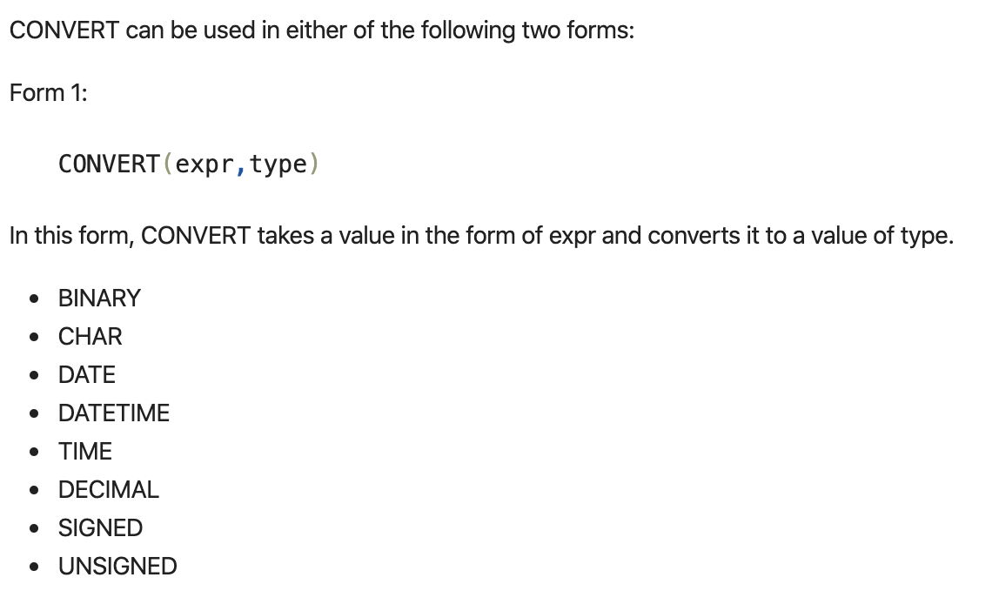 CONVERT can be used in either of the following two forms:
Form 1:
CONVERT(expr,type)
In this form, CONVERT takes a value in the form of expr and converts it to a value of type.
• BINARY
• CHAR
• DATE
• DATETIME
• TIME
• DECIMAL
• SIGNED
• UNSIGNED